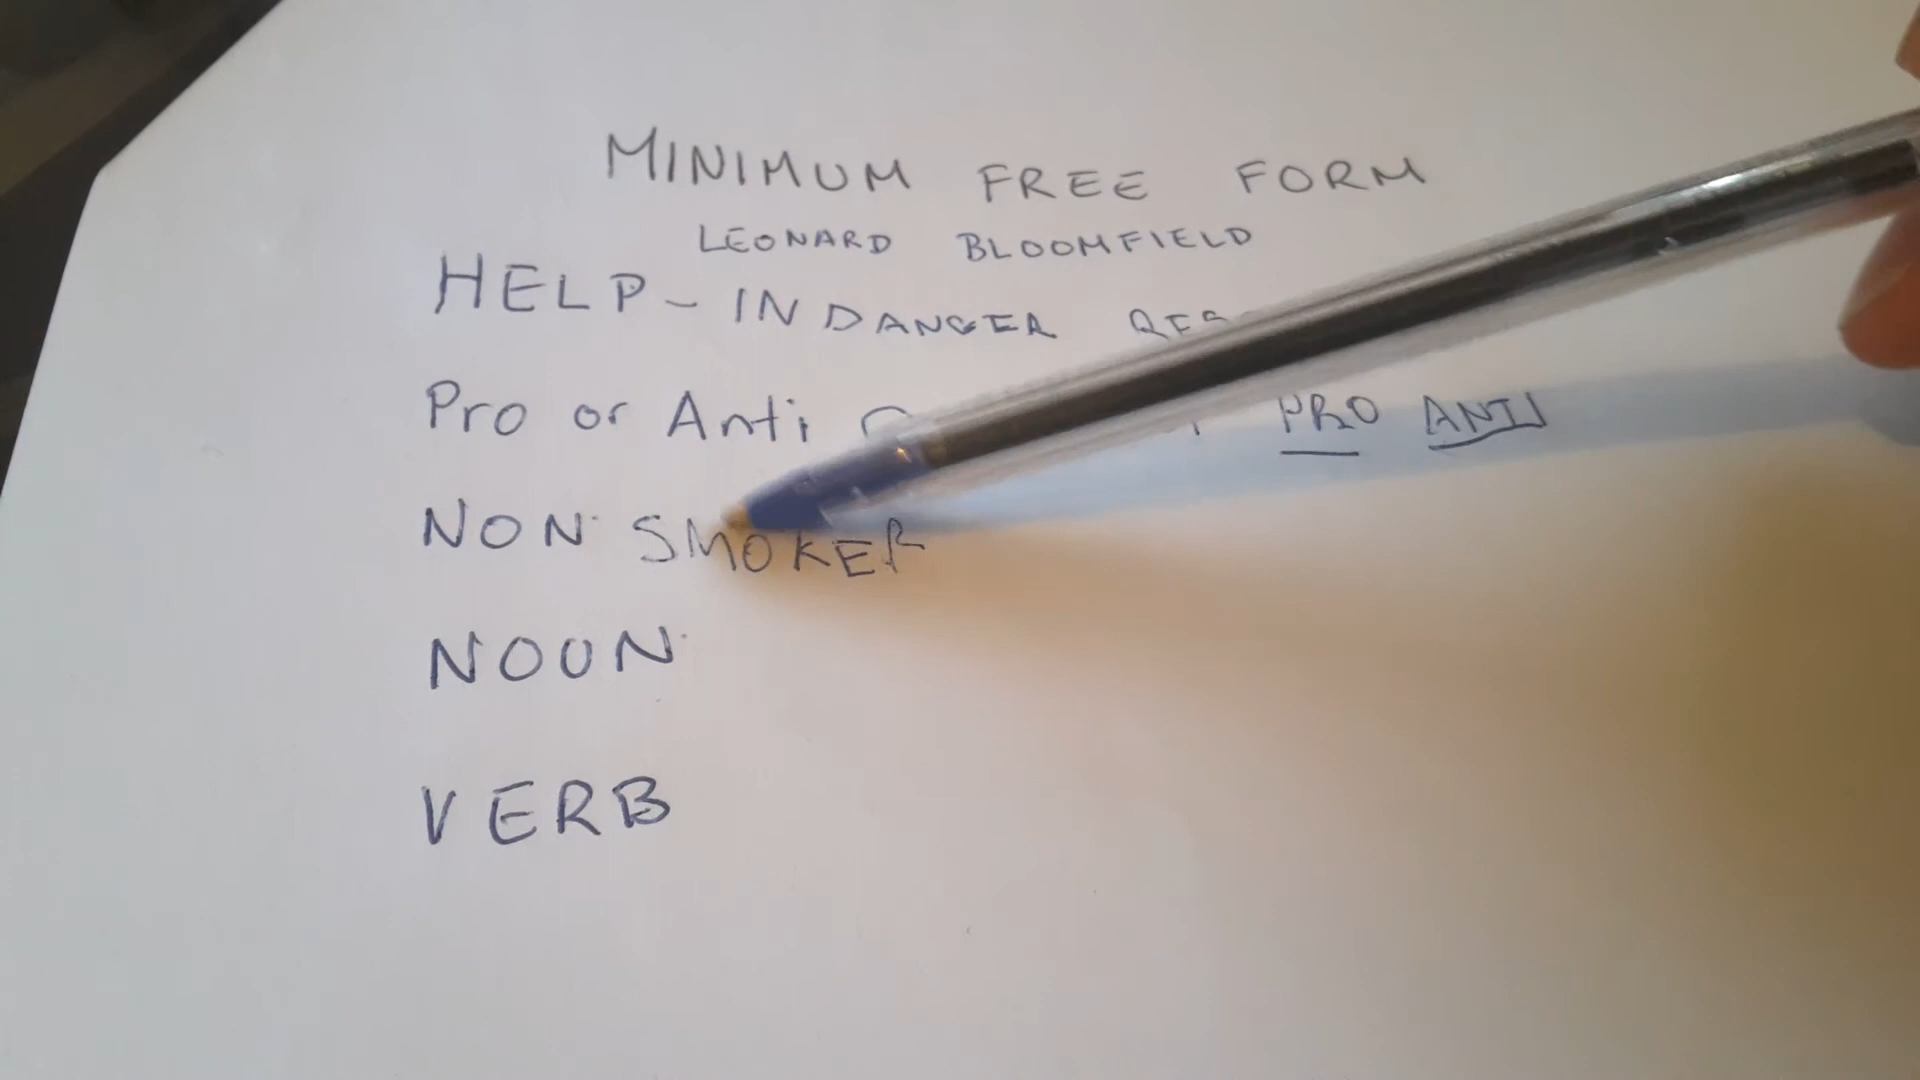 MINIMUM FREE FORM
LEONARD BLOOMFIELD
HELP - IN DANGER
Pro or Anti PRO ANTI
NON SMOKER
NOUN
VERB